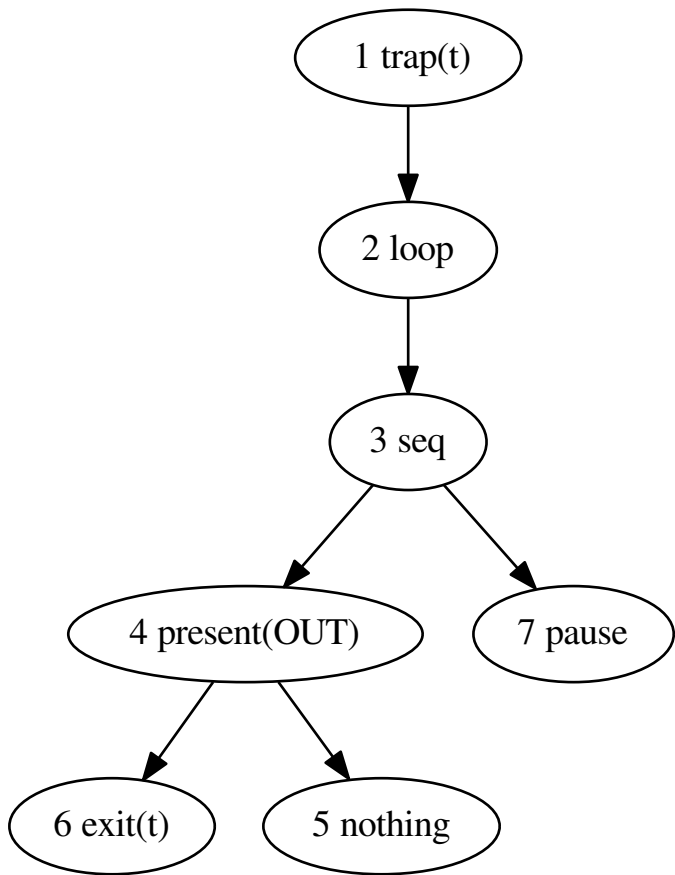 1 trap(t)
2 loop
3 seq
4 present(OUT)
7 pause
6 exit(t)
5 nothing